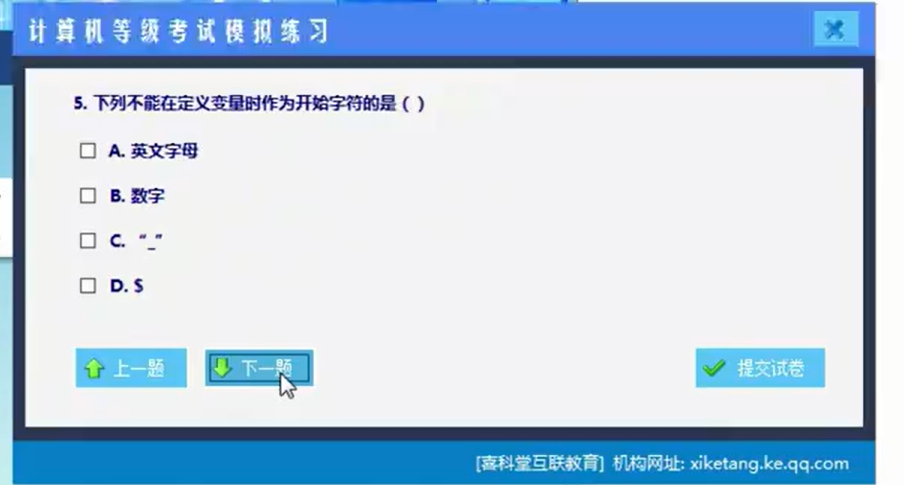 计算机等级考试模拟练习
5. 下列不能在定义变量时作为开始字符的是 ( )
A. 英文字母
B. 数字
C. “_”
D. $
上一题
下一题
提交试卷
[喜科堂互联教育] 机构网址: xiketang.ke.qq.com